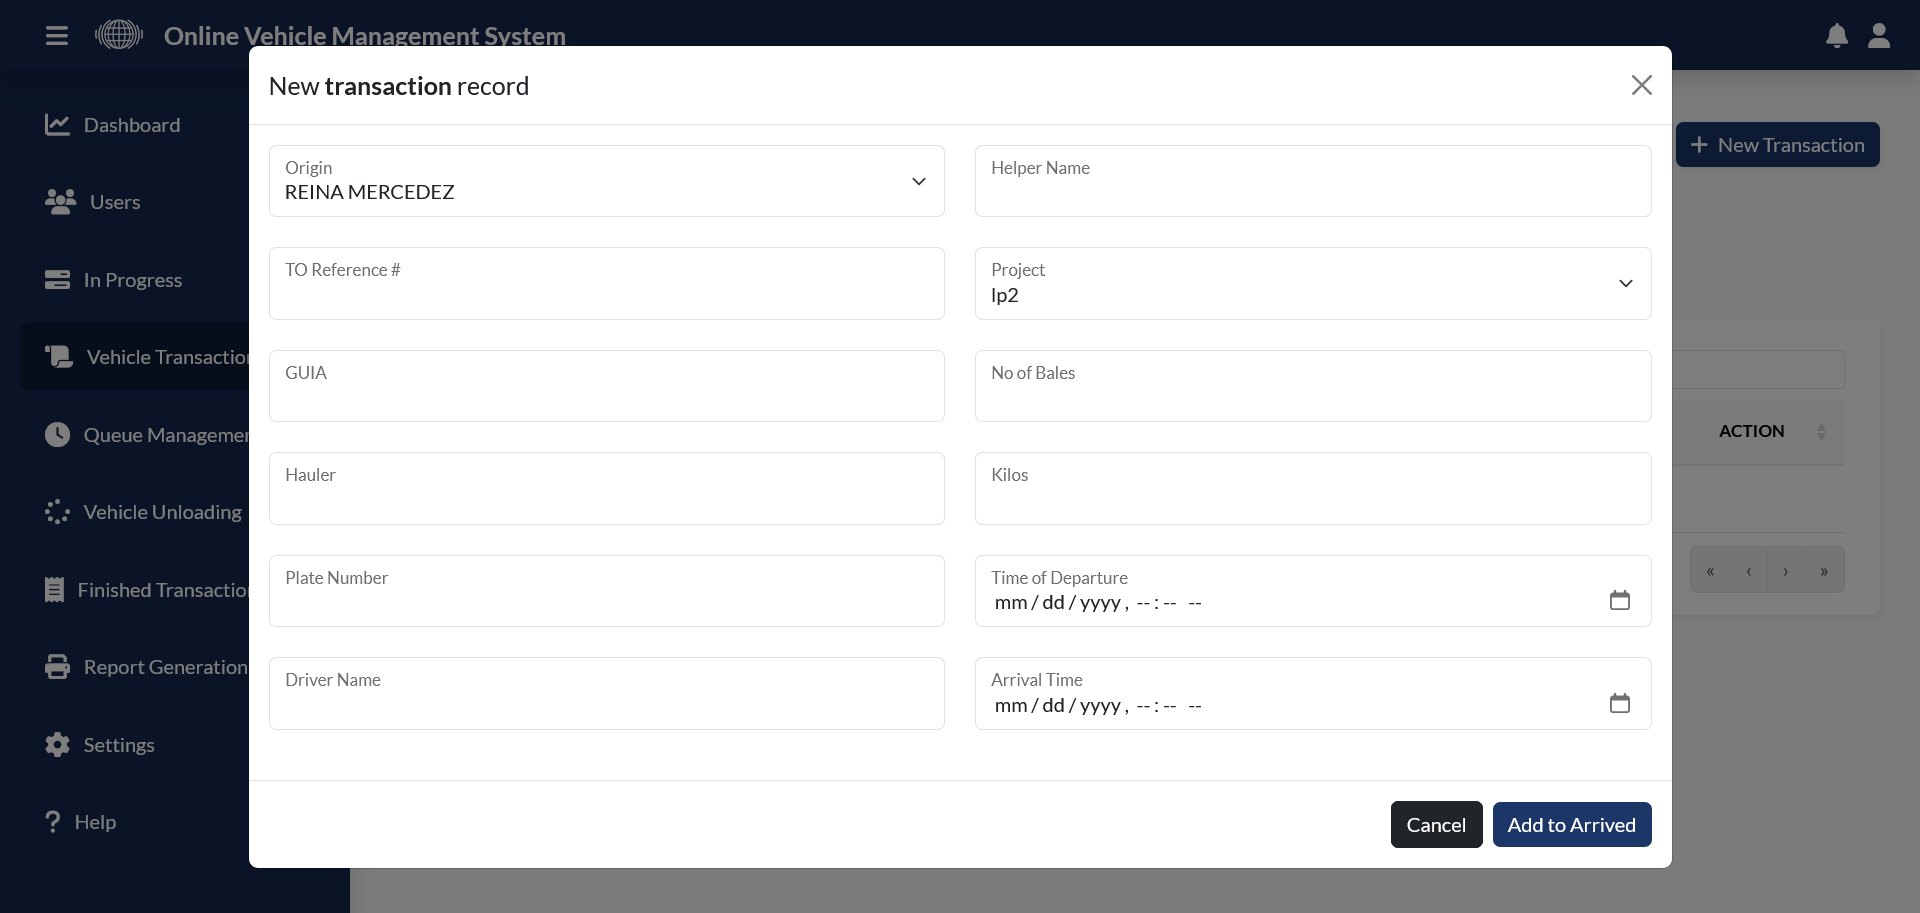 Online Vehicle Management System
Dashboard
Users
In Progress
Vehicle Transaction
Queue Managemen
Vehicle Unloading
Finished Transaction
Report Generation
Settings
Help
New Transaction
ACTION
« ‹ › »
New transaction record
Origin
REINA MERCEDEZ
Helper Name
TO Reference #
Project
lp2
GUIA
No of Bales
Hauler
Kilos
Plate Number
Time of Departure
mm / dd / yyyy , -- : -- --
Driver Name
Arrival Time
mm / dd / yyyy , -- : -- --
Cancel
Add to Arrived